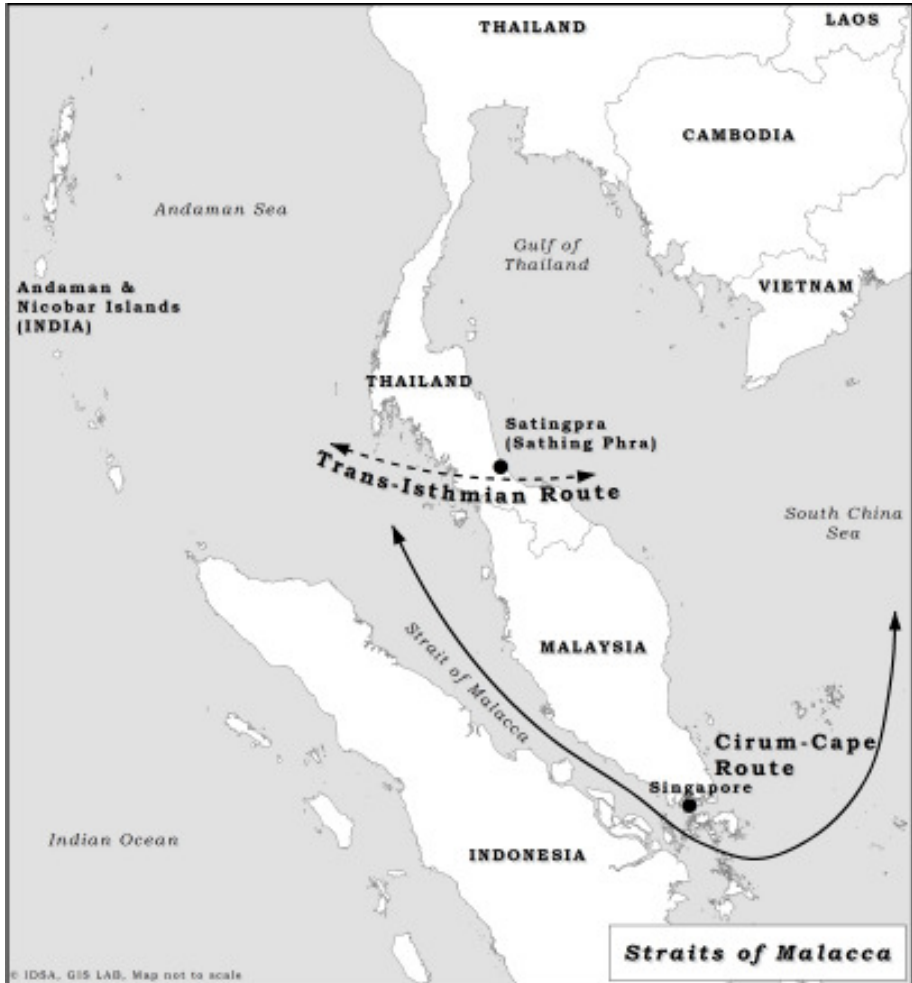 THAILAND
LAOS
CAMBODIA
Andaman Sea
Gulf of
Thailand
Andaman &
Nicobar Islands
(INDIA)
VIETNAM
THAILAND
Satingpra
(Sathing Phra)
Trans-Isthmian Route
South China
Sea
Strait of Malacca
MALAYSIA
Cirum-Cape
Route
Singapore
Indian Ocean
INDONESIA
Straits of Malacca
© IDSA, GIS LAB, Map not to scale